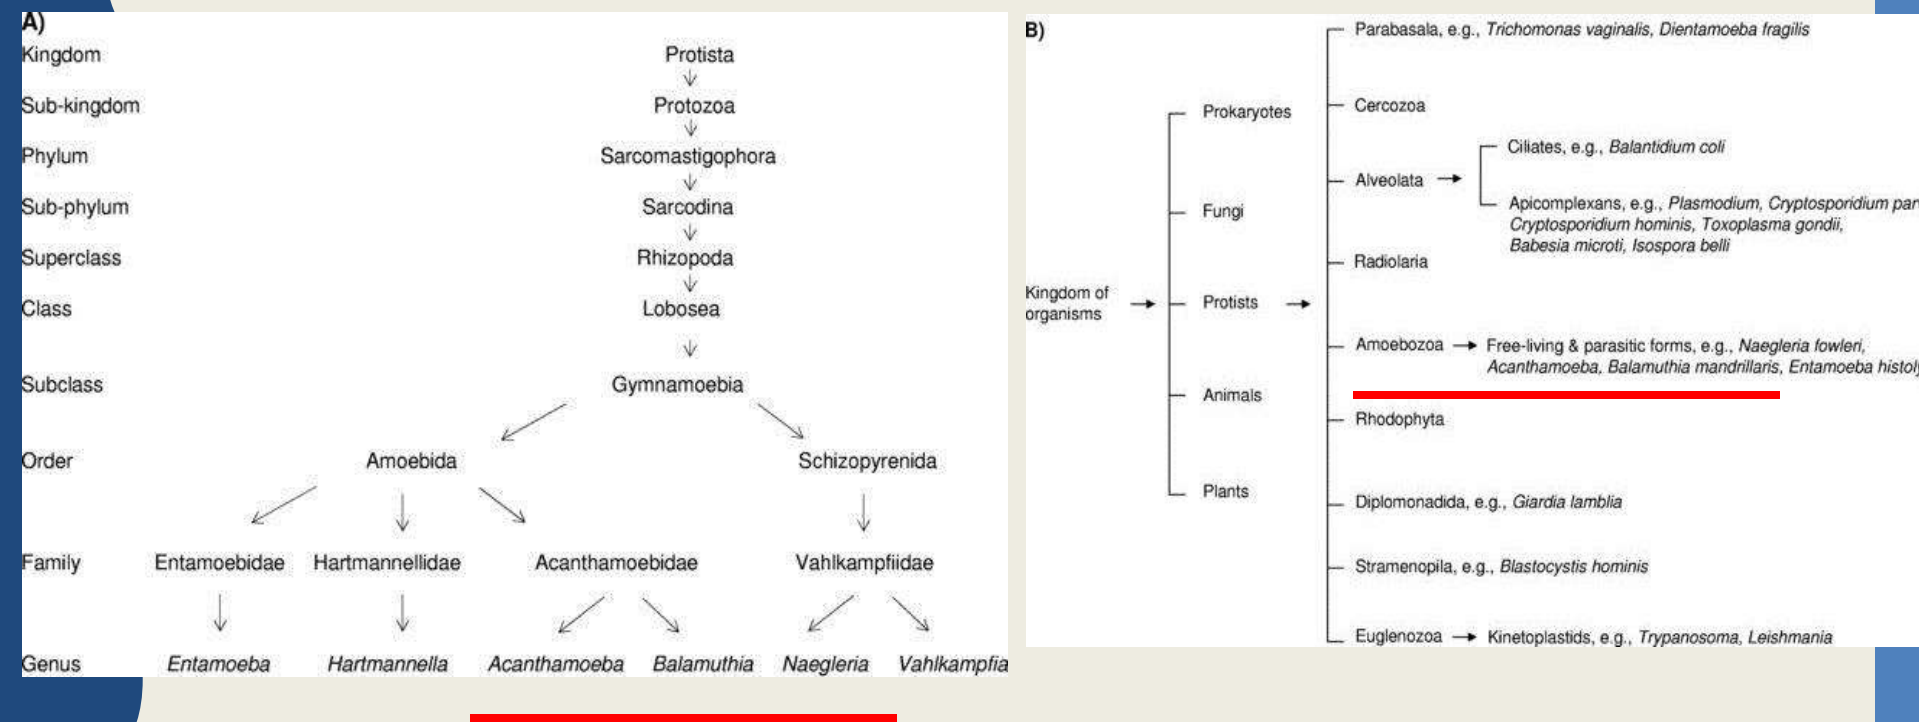 A)
Kingdom Protista
Sub-kingdom Protozoa
Phylum Sarcomastigophora
Sub-phylum Sarcodina
Superclass Rhizopoda
Class Lobosea
Subclass Gymnamoebia
Order Amoebida Schizopyrenida
Family Entamoebidae Hartmannellidae Acanthamoebidae Vahlkampfiidae
Genus Entamoeba Hartmannella Acanthamoeba Balamuthia Naegleria Vahlkampfia
B)
Kingdom of
organisms
Prokaryotes
Fungi
Protists
Animals
Plants
Parabasala, e.g., Trichomonas vaginalis, Dientamoeba fragilis
Cercozoa
Alveolata
Ciliates, e.g., Balantidium coli
Apicomplexans, e.g., Plasmodium, Cryptosporidium par
Cryptosporidium hominis, Toxoplasma gondii,
Babesia microti, Isospora belli
Radiolaria
Amoebozoa Free-living & parasitic forms, e.g., Naegleria fowleri,
Acanthamoeba, Balamuthia mandrillaris, Entamoeba histoly
Rhodophyta
Diplomonadida, e.g., Giardia lamblia
Stramenopila, e.g., Blastocystis hominis
Euglenozoa Kinetoplastids, e.g., Trypanosoma, Leishmania